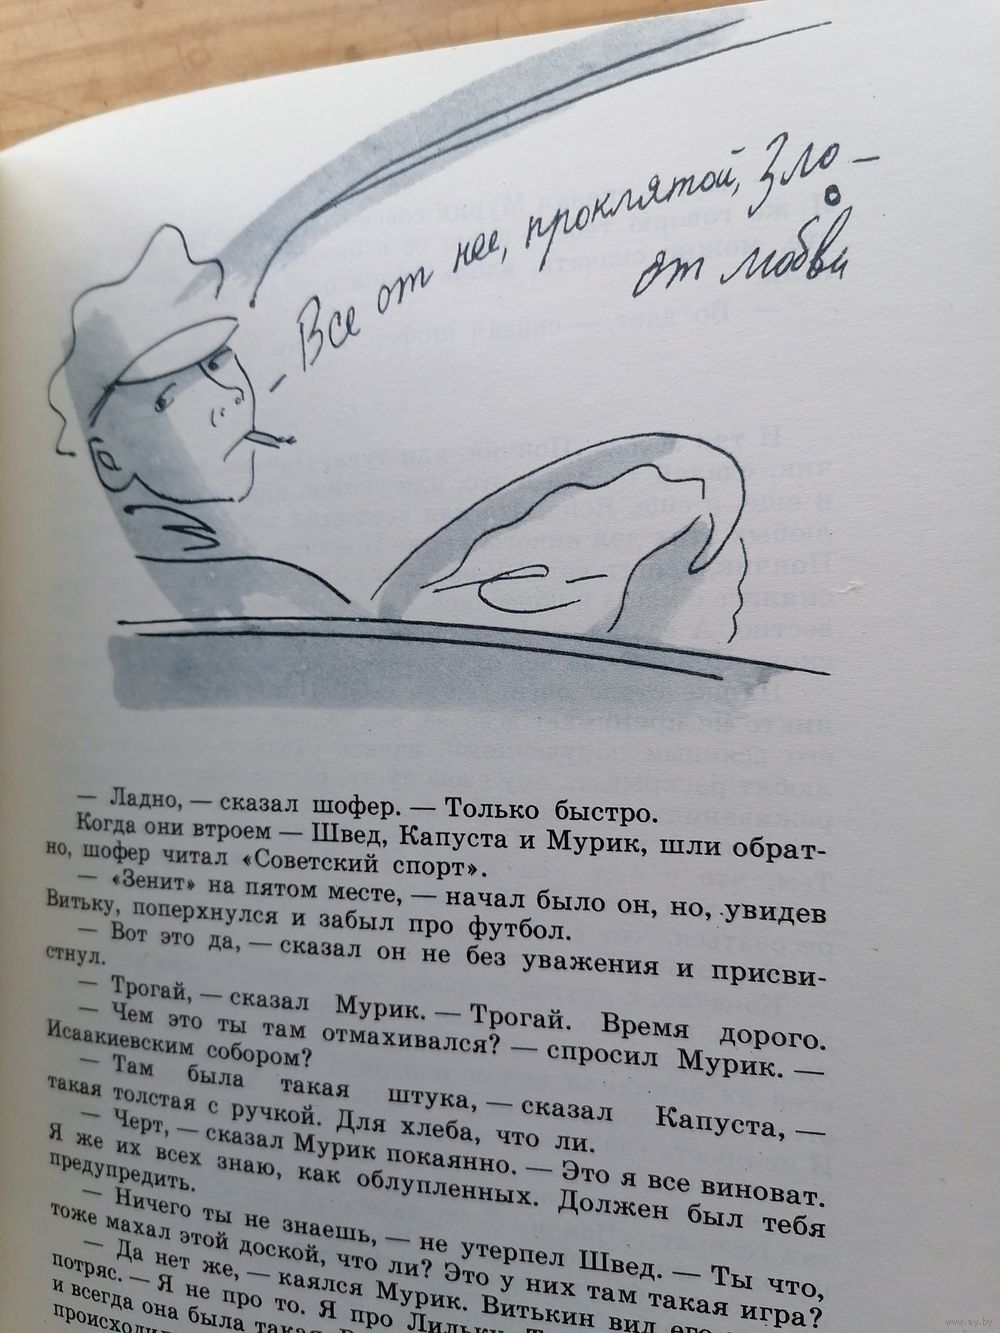 – Все от нее, проклятой, Зло –
от любви
— Ладно, — сказал шофер. — Только быстро.
Когда они втроем — Швед, Капуста и Мурик, шли обрат-
но, шофер читал «Советский спорт».
— «Зенит» на пятом месте, — начал было он, но, увидев
Витьку, поперхнулся и забыл про футбол.
— Вот это да, — сказал он не без уважения и присви-
стнул.
— Трогай, — сказал Мурик. — Трогай. Время дорого.
— Чем это ты там отмахивался? — спросил Мурик. —
Исаакиевским собором?
— Там была такая штука, — сказал Капуста, —
такая толстая с ручкой. Для хлеба, что ли.
— Черт, — сказал Мурик покаянно. — Это я все виноват.
Я же их всех знаю, как облупленных. Должен был тебя
предупредить.
— Ничего ты не знаешь, — не утерпел Швед. — Ты что,
тоже махал этой доской, что ли? Это у них там такая игра?
— Да нет же, — каялся Мурик. Витькин вид его
потряс. — Я не про то. Я про Лильку.
и всегда она была такая.
происходил
www.ay.by